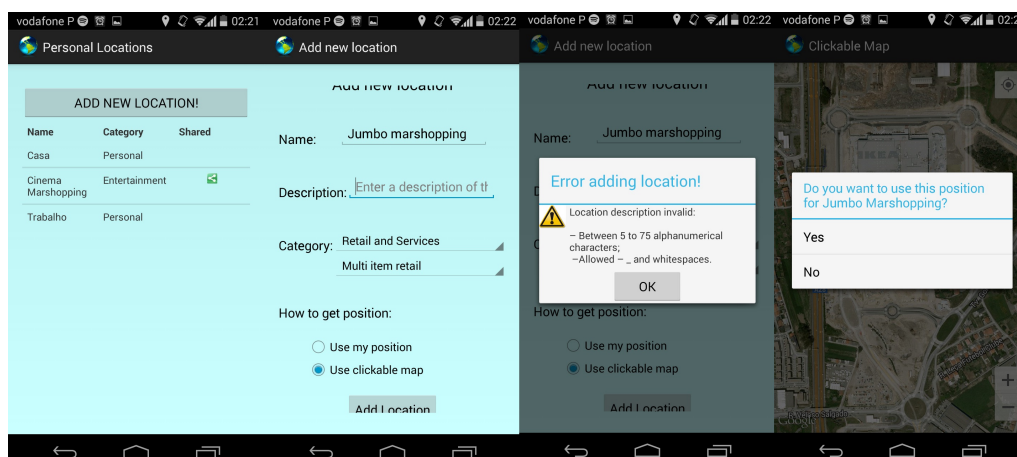 vodafone P 02:21
Personal Locations
ADD NEW LOCATION!
Name Category Shared
Casa Personal
Cinema Entertainment
Marshopping
Trabalho Personal
vodafone P 02:22
Add new location
Add new location
Name: Jumbo marshopping
Description: Enter a description of th
Category: Retail and Services
Multi item retail
How to get position:
Use my position
Use clickable map
Add Location
vodafone P 02:22
Add new location
Add new location
Name: Jumbo marshopping
Error adding location!
Location description invalid:
– Between 5 to 75 alphanumerical
characters;
–Allowed – _ and whitespaces.
OK
How to get position:
Use my position
Use clickable map
Add Location
vodafone P 02:2
Clickable Map
Do you want to use this position
for Jumbo Marshopping?
Yes
No
Google